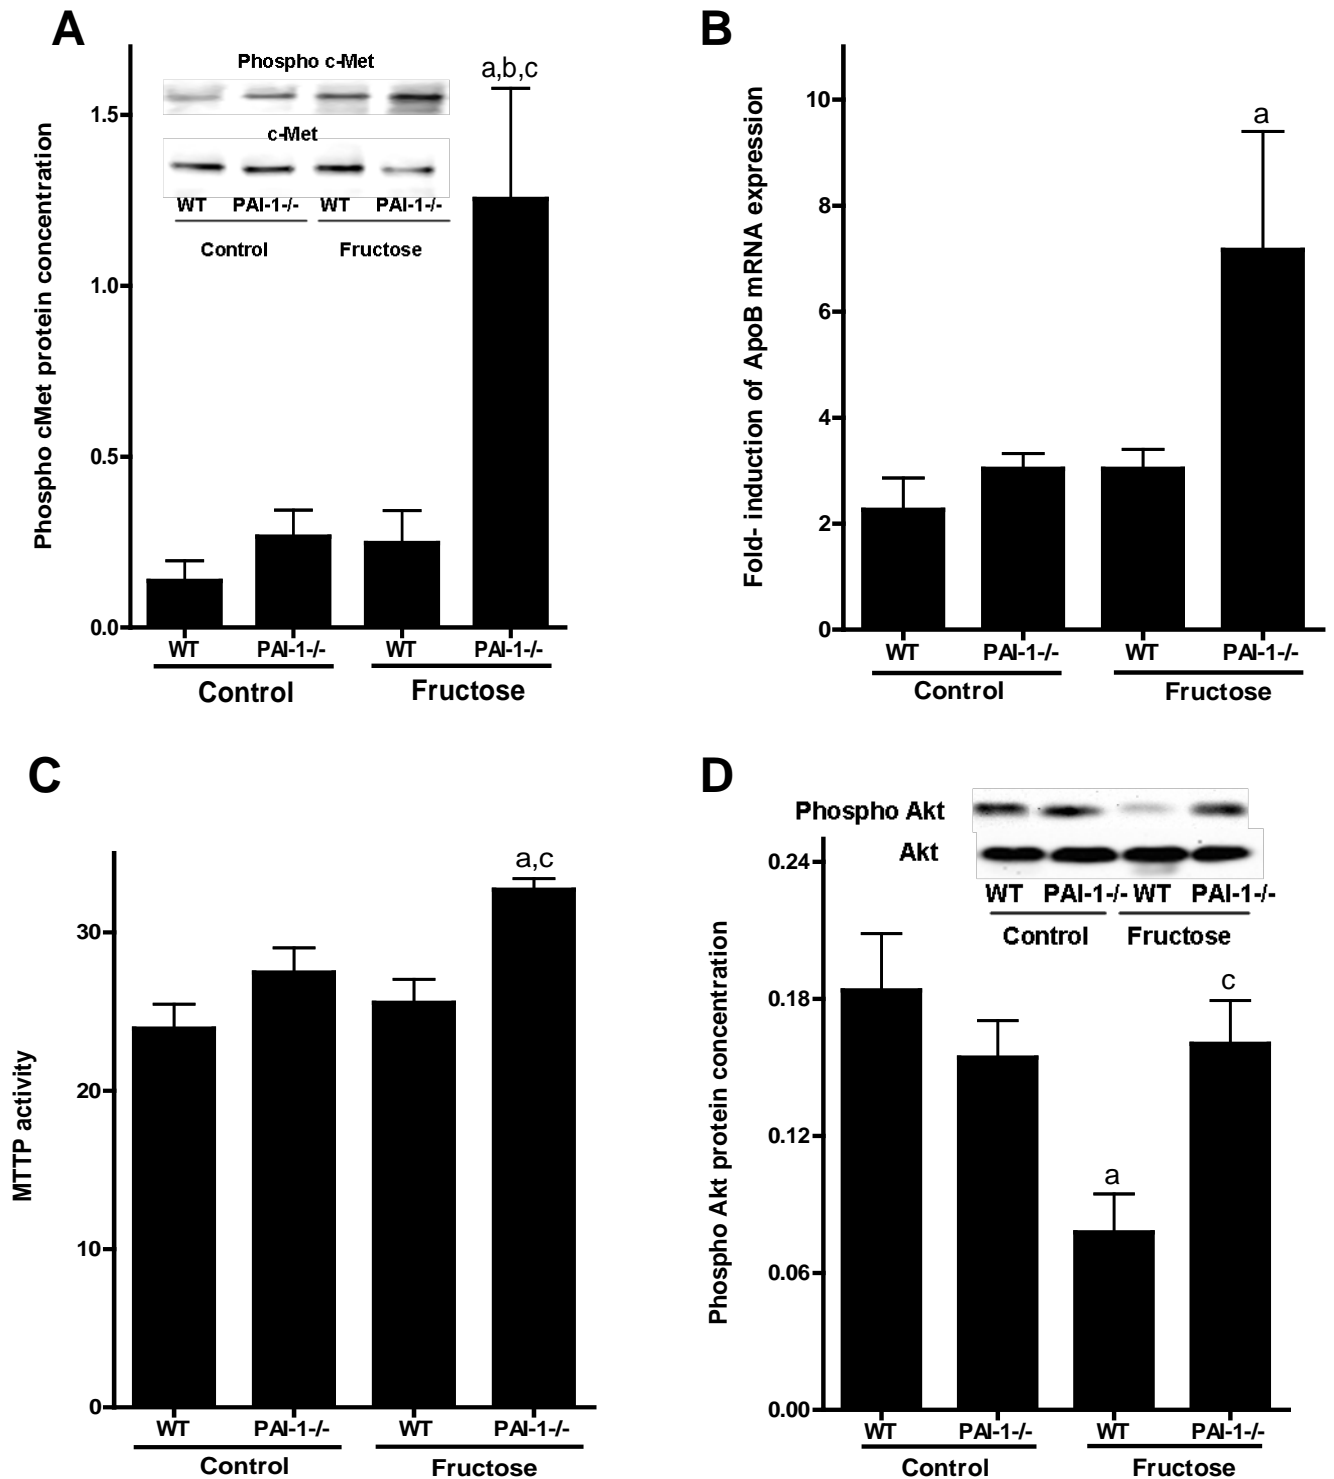 A
Phospho cMet protein concentration
1.5
1.0
0.5
0.0
Phospho c-Met
c-Met
WT PAI-1-/- WT PAI-1-/-
Control Fructose
a,b,c
WT PAI-1-/- WT PAI-1-/-
Control Fructose
B
Fold- induction of ApoB mRNA expression
10
8
6
4
2
0
a
WT PAI-1-/- WT PAI-1-/-
Control Fructose
C
MTTP activity
30
20
10
0
a,c
WT PAI-1-/- WT PAI-1-/-
Control Fructose
D
Phospho Akt
Akt
WT PAI-1-/- WT PAI-1-/-
Control Fructose
Phospho Akt protein concentration
0.24
0.18
0.12
0.06
0.00
a
c
WT PAI-1-/- WT PAI-1-/-
Control Fructose